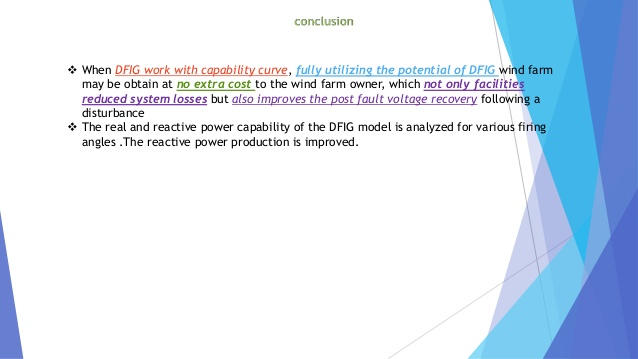 conclusion
❖ When DFIG work with capability curve, fully utilizing the potential of DFIG wind farm
may be obtain at no extra cost to the wind farm owner, which not only facilities
reduced system losses but also improves the post fault voltage recovery following a
disturbance
❖ The real and reactive power capability of the DFIG model is analyzed for various firing
angles .The reactive power production is improved.